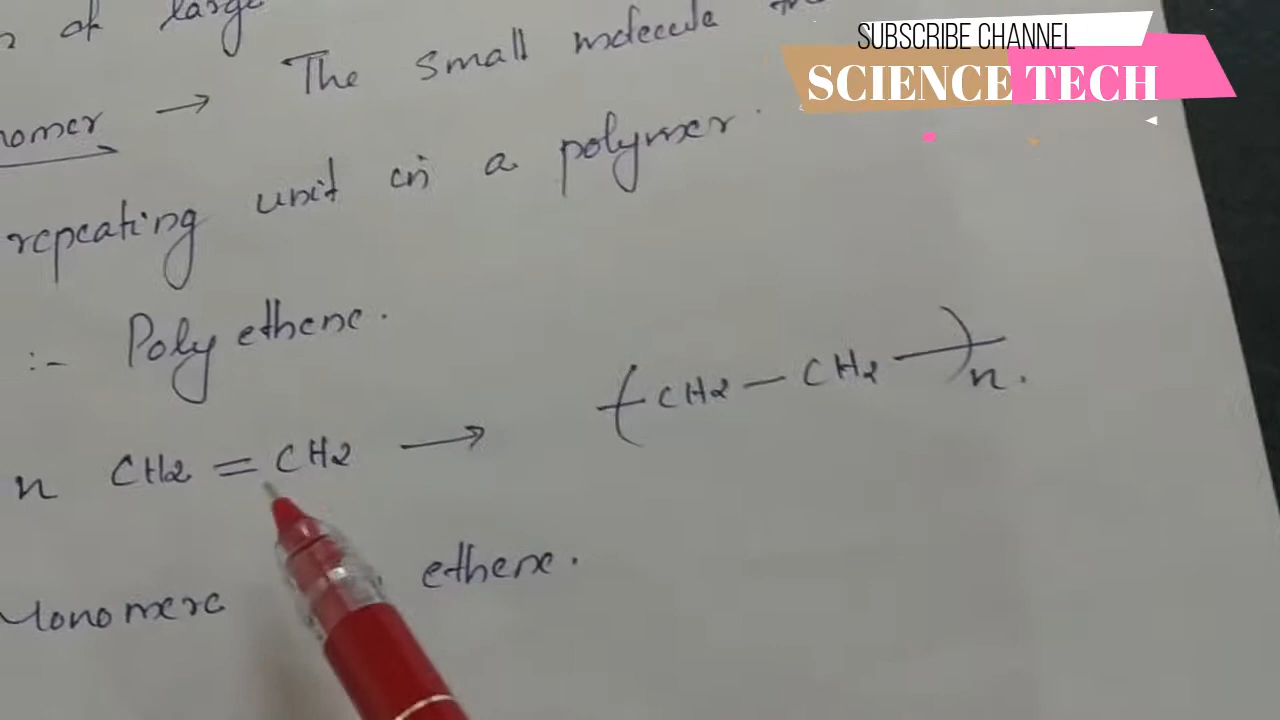 of large
The small molecule
nomer →
repeating unit in a polymer.
:- Polyethene.
n CH2 = CH2 → ( CH2 — CH2 )n.
Monomer ethene.
SUBSCRIBE CHANNEL
SCIENCE TECH